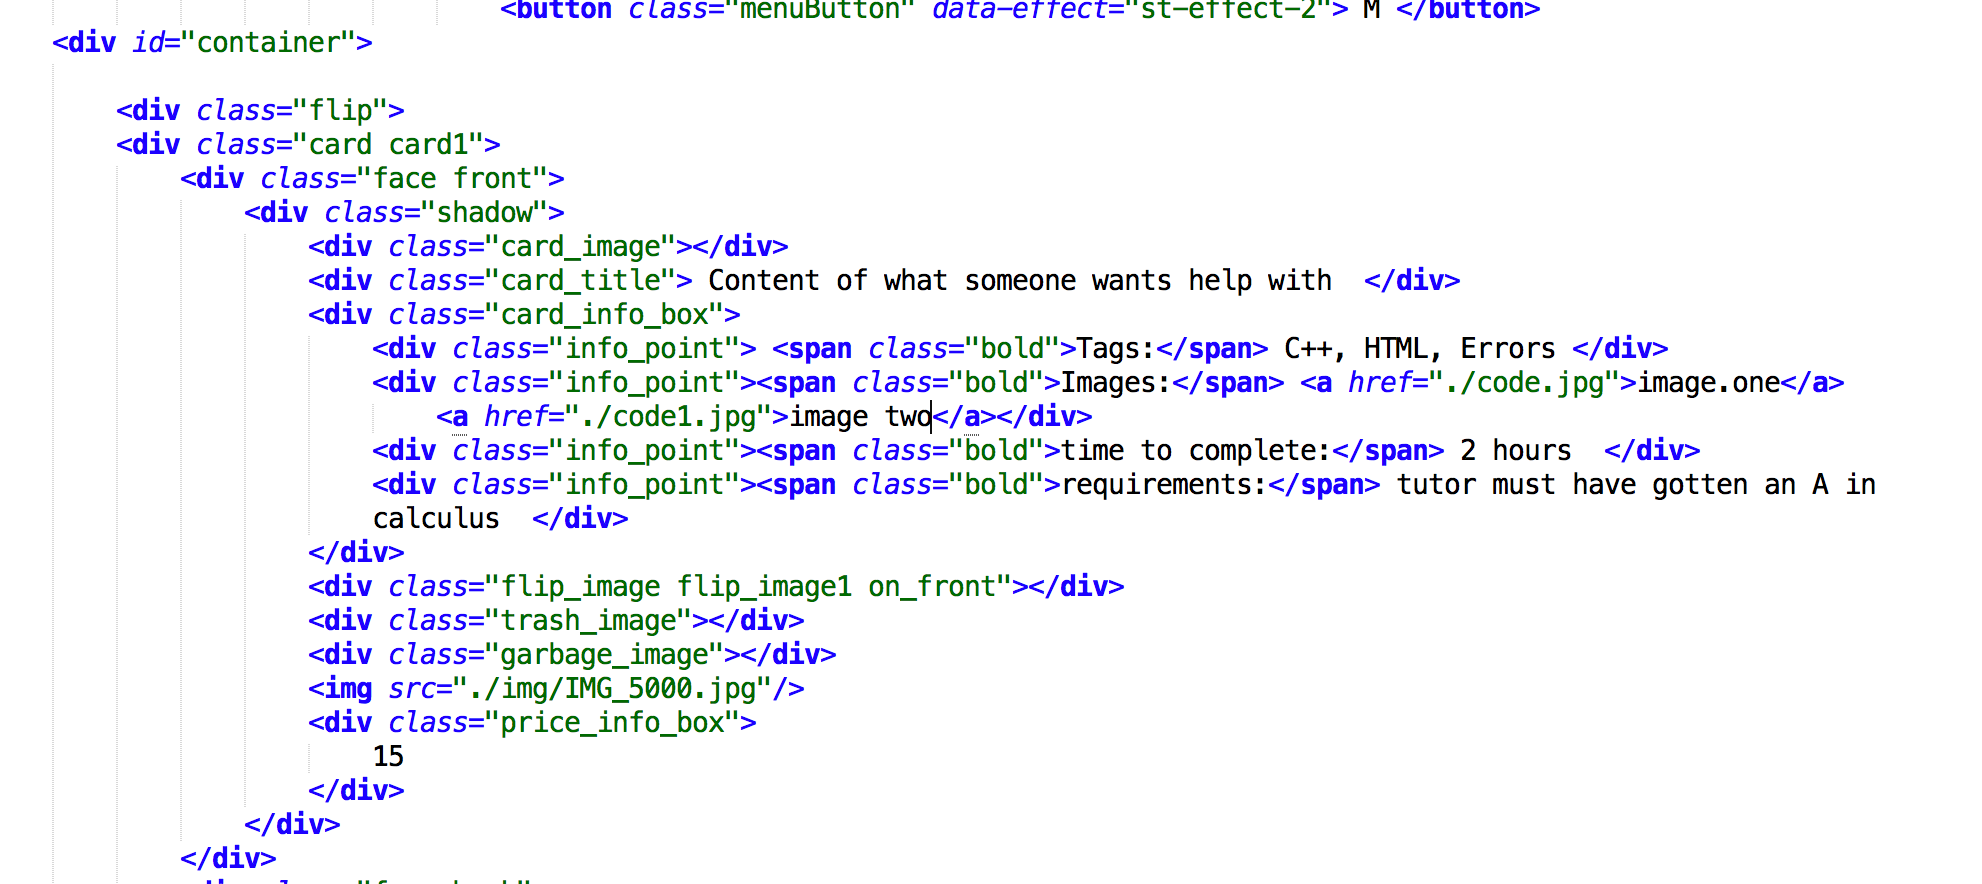 <button class="menuButton" data-effect="st-effect-2"> M </button>
<div id="container">
<div class="flip">
<div class="card card1">
<div class="face front">
<div class="shadow">
<div class="card_image"></div>
<div class="card_title"> Content of what someone wants help with  </div>
<div class="card_info_box">
<div class="info_point"> <span class="bold">Tags:</span> C++, HTML, Errors </div>
<div class="info_point"><span class="bold">Images:</span> <a href="./code.jpg">image.one</a>
<a href="./code1.jpg">image two</a></div>
<div class="info_point"><span class="bold">time to complete:</span> 2 hours  </div>
<div class="info_point"><span class="bold">requirements:</span> tutor must have gotten an A in
calculus  </div>
</div>
<div class="flip_image flip_image1 on_front"></div>
<div class="trash_image"></div>
<div class="garbage_image"></div>
<img src="./img/IMG_5000.jpg"/>
<div class="price_info_box">
15
</div>
</div>
</div>